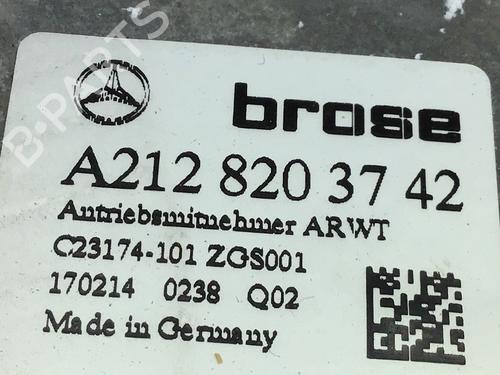 B-PARTS
brose
A212 820 37 42
Antriebsmitnehmer ARWT
C23174-101 ZGS001
170214 0238 Q02
Made in Germany